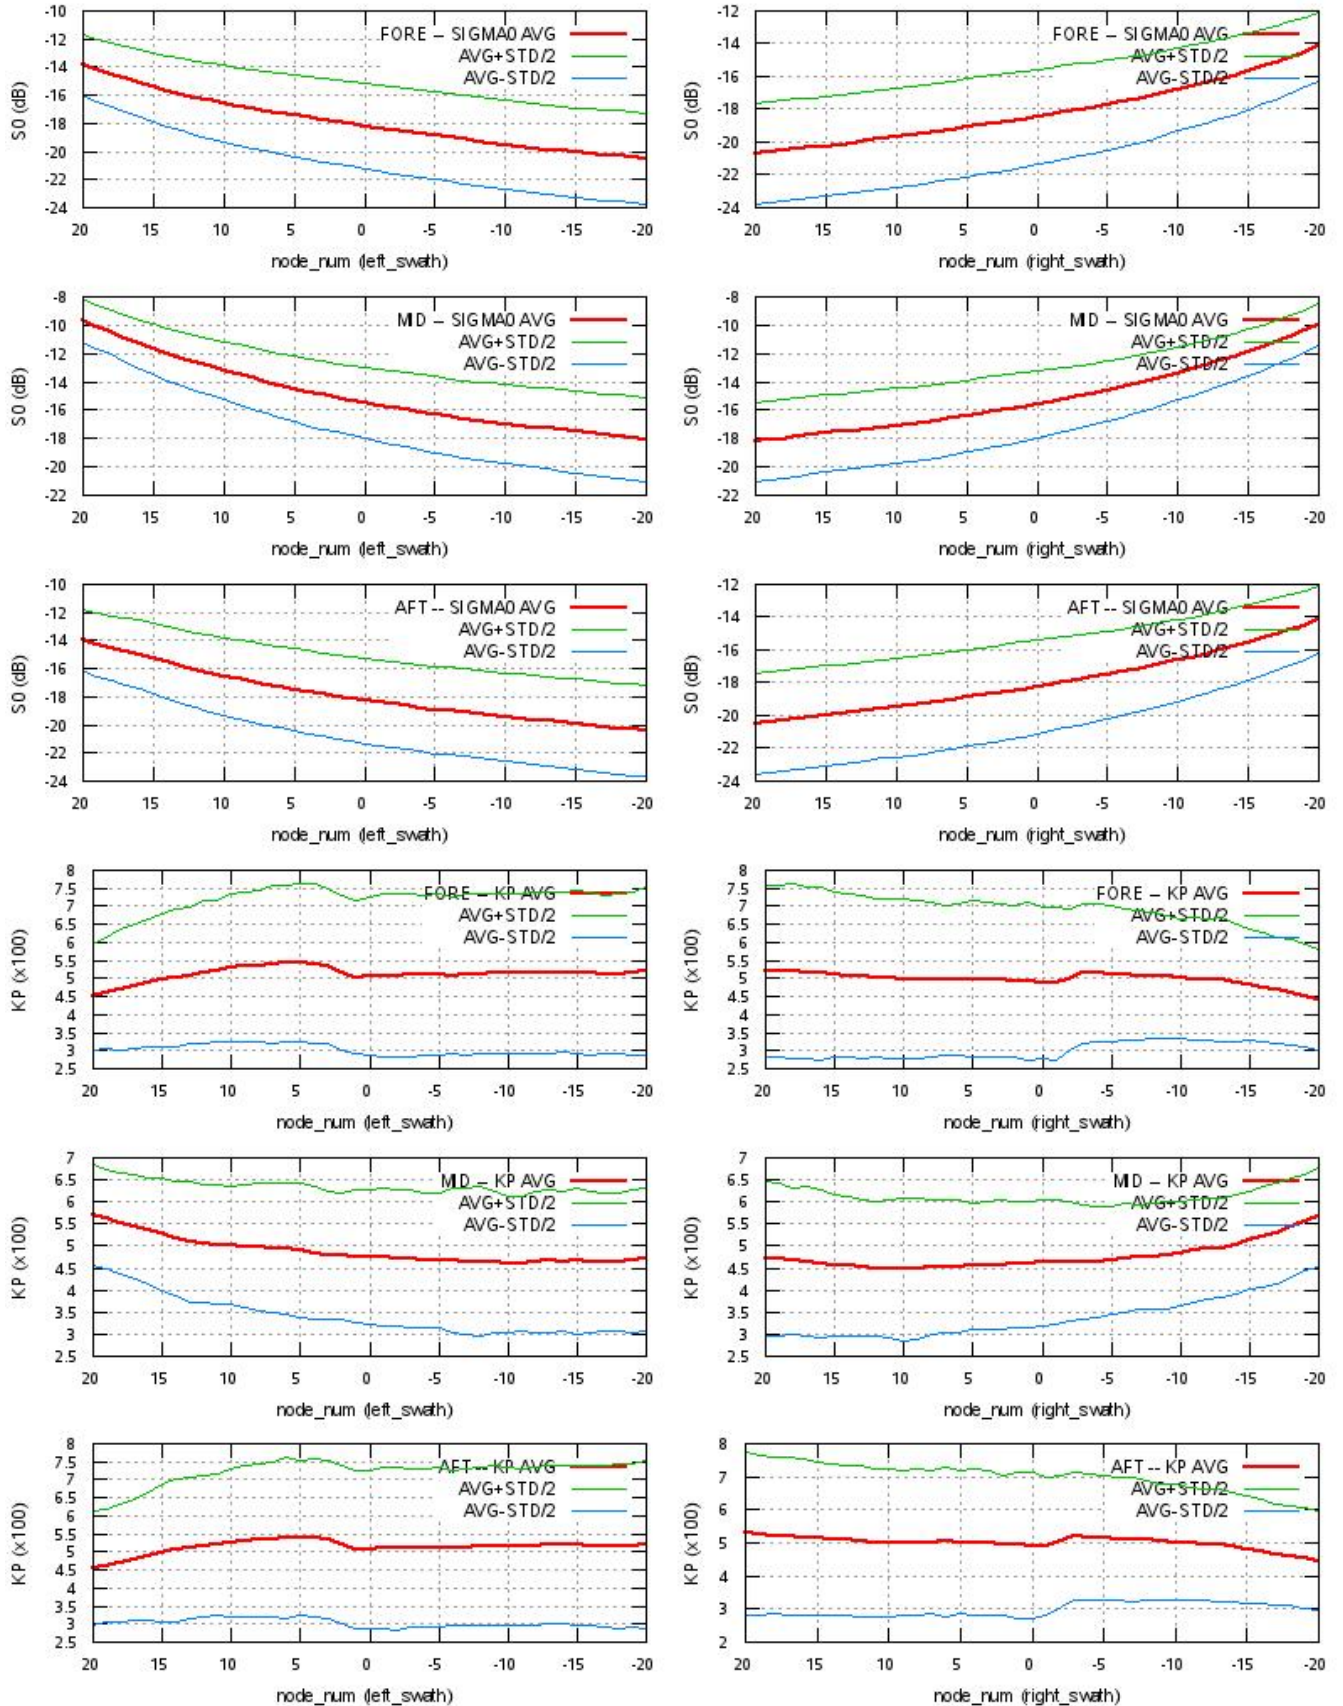 FORE -- SIGMA0 AVG
AVG+STD/2
AVG-STD/2
S0 (dB)
-10
-12
-14
-16
-18
-20
-22
-24
20 15 10 5 0 -5 -10 -15 -20
node_num (left_swath)
FORE -- SIGMA0 AVG
AVG+STD/2
AVG-STD/2
S0 (dB)
-12
-14
-16
-18
-20
-22
-24
20 15 10 5 0 -5 -10 -15 -20
node_num (right_swath)
MID -- SIGMA0 AVG
AVG+STD/2
AVG-STD/2
S0 (dB)
-8
-10
-12
-14
-16
-18
-20
-22
20 15 10 5 0 -5 -10 -15 -20
node_num (left_swath)
MID -- SIGMA0 AVG
AVG+STD/2
AVG-STD/2
S0 (dB)
-8
-10
-12
-14
-16
-18
-20
-22
20 15 10 5 0 -5 -10 -15 -20
node_num (right_swath)
AFT -- SIGMA0 AVG
AVG+STD/2
AVG-STD/2
S0 (dB)
-10
-12
-14
-16
-18
-20
-22
-24
20 15 10 5 0 -5 -10 -15 -20
node_num (left_swath)
AFT -- SIGMA0 AVG
AVG+STD/2
AVG-STD/2
S0 (dB)
-12
-14
-16
-18
-20
-22
-24
20 15 10 5 0 -5 -10 -15 -20
node_num (right_swath)
FORE -- KP AVG
AVG+STD/2
AVG-STD/2
KP (x100)
8
7.5
7
6.5
6
5.5
5
4.5
4
3.5
3
2.5
20 15 10 5 0 -5 -10 -15 -20
node_num (left_swath)
FORE -- KP AVG
AVG+STD/2
AVG-STD/2
KP (x100)
8
7.5
7
6.5
6
5.5
5
4.5
4
3.5
3
2.5
20 15 10 5 0 -5 -10 -15 -20
node_num (right_swath)
MID -- KP AVG
AVG+STD/2
AVG-STD/2
KP (x100)
7
6.5
6
5.5
5
4.5
4
3.5
3
2.5
20 15 10 5 0 -5 -10 -15 -20
node_num (left_swath)
MID -- KP AVG
AVG+STD/2
AVG-STD/2
KP (x100)
7
6.5
6
5.5
5
4.5
4
3.5
3
2.5
20 15 10 5 0 -5 -10 -15 -20
node_num (right_swath)
AFT -- KP AVG
AVG+STD/2
AVG-STD/2
KP (x100)
8
7.5
7
6.5
6
5.5
5
4.5
4
3.5
3
2.5
20 15 10 5 0 -5 -10 -15 -20
node_num (left_swath)
AFT -- KP AVG
AVG+STD/2
AVG-STD/2
KP (x100)
8
7
6
5
4
3
2
20 15 10 5 0 -5 -10 -15 -20
node_num (right_swath)